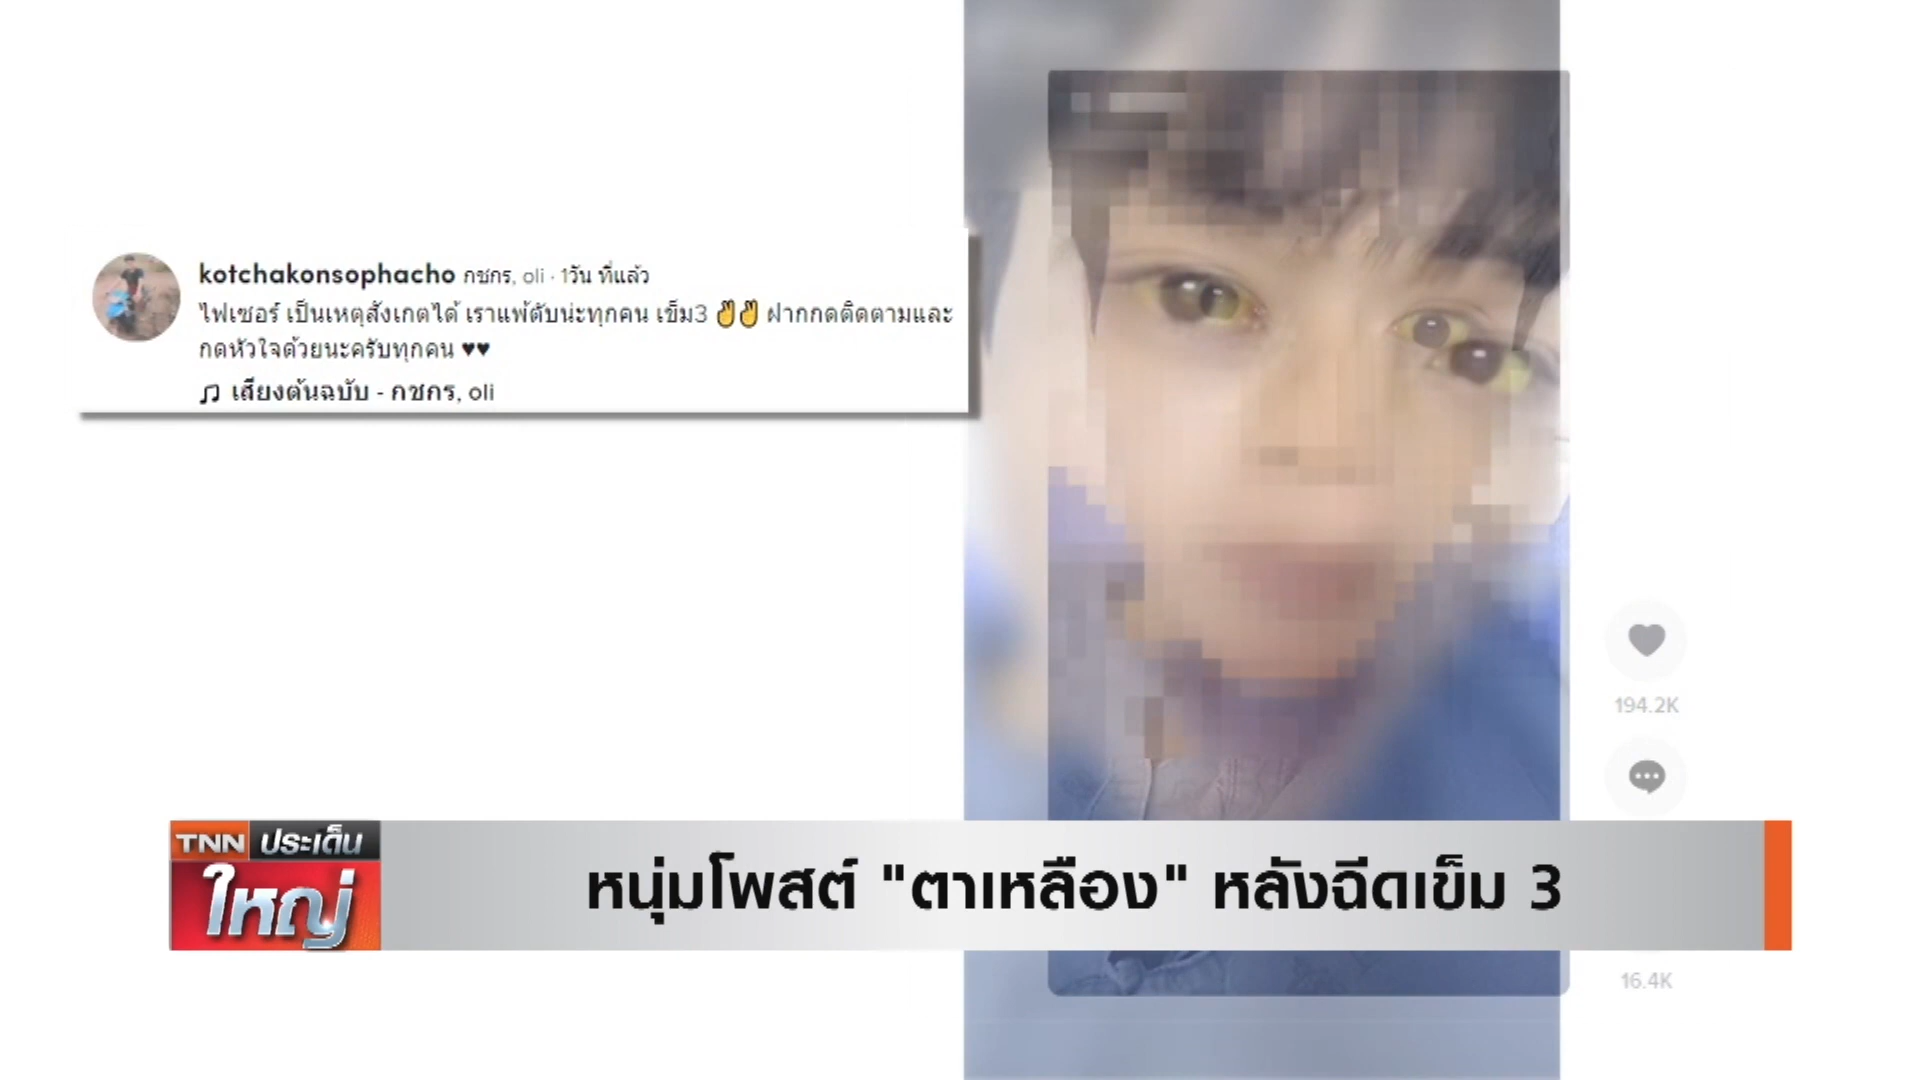 kotchakonsophacho กชกร, oli · 1วัน ที่แล้ว
ไฟเซอร์ เป็นเหตุสังเกตได้ เราแพ้ตับน่ะทุกคน เข็ม3 ✌✌ ฝากกดติดตามและ
กดหัวใจด้วยนะครับทุกคน ♥♥
♫ เสียงต้นฉบับ - กชกร, oli
194.2K
TNN ประเด็น
ใหญ่
หนุ่มโพสต์ "ตาเหลือง" หลังฉีดเข็ม 3
16.4K